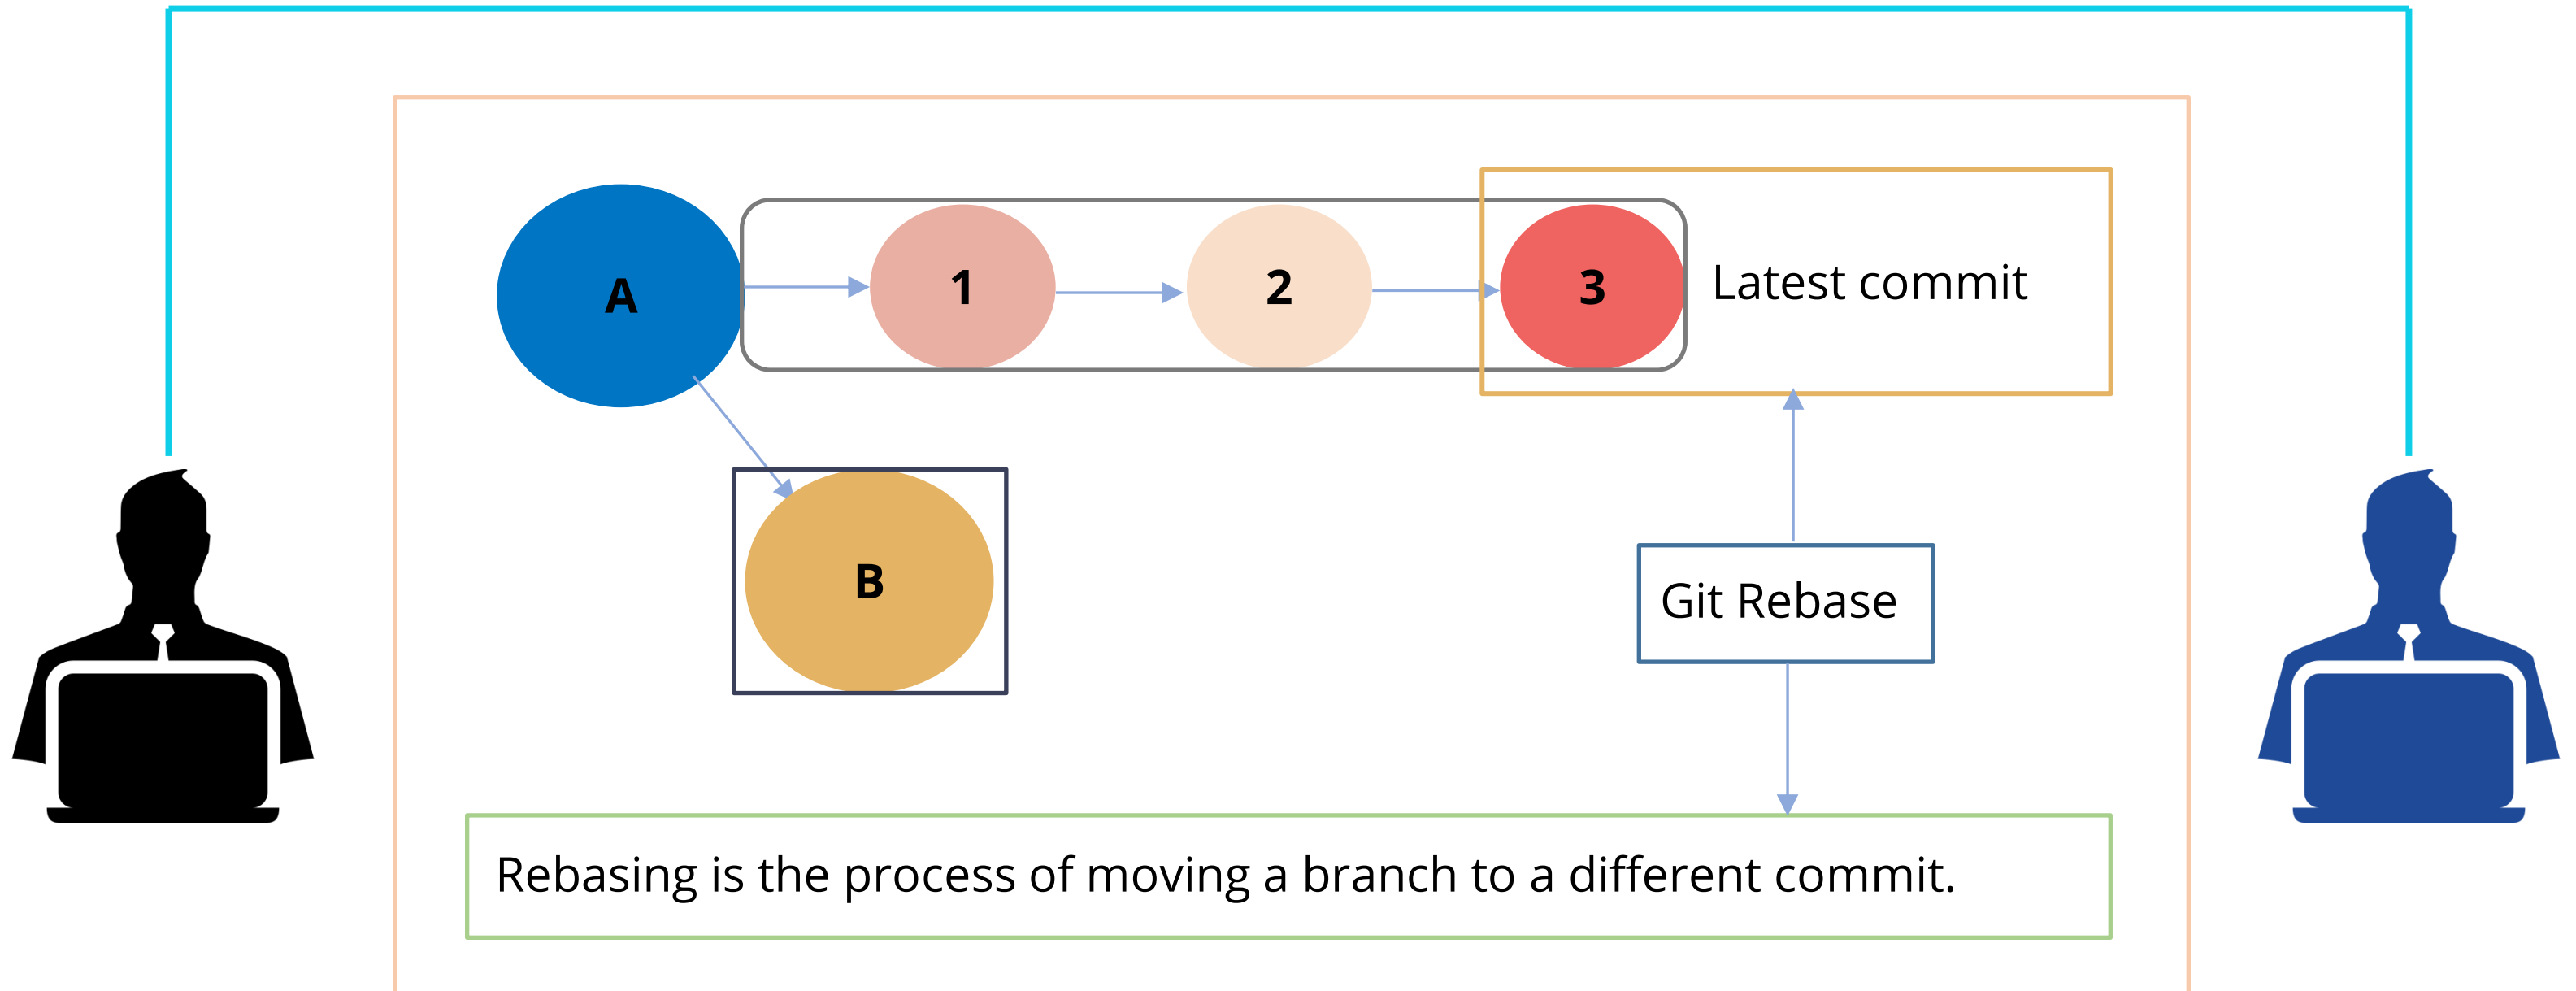 A
1
2
3
Latest commit
B
Git Rebase
Rebasing is the process of moving a branch to a different commit.